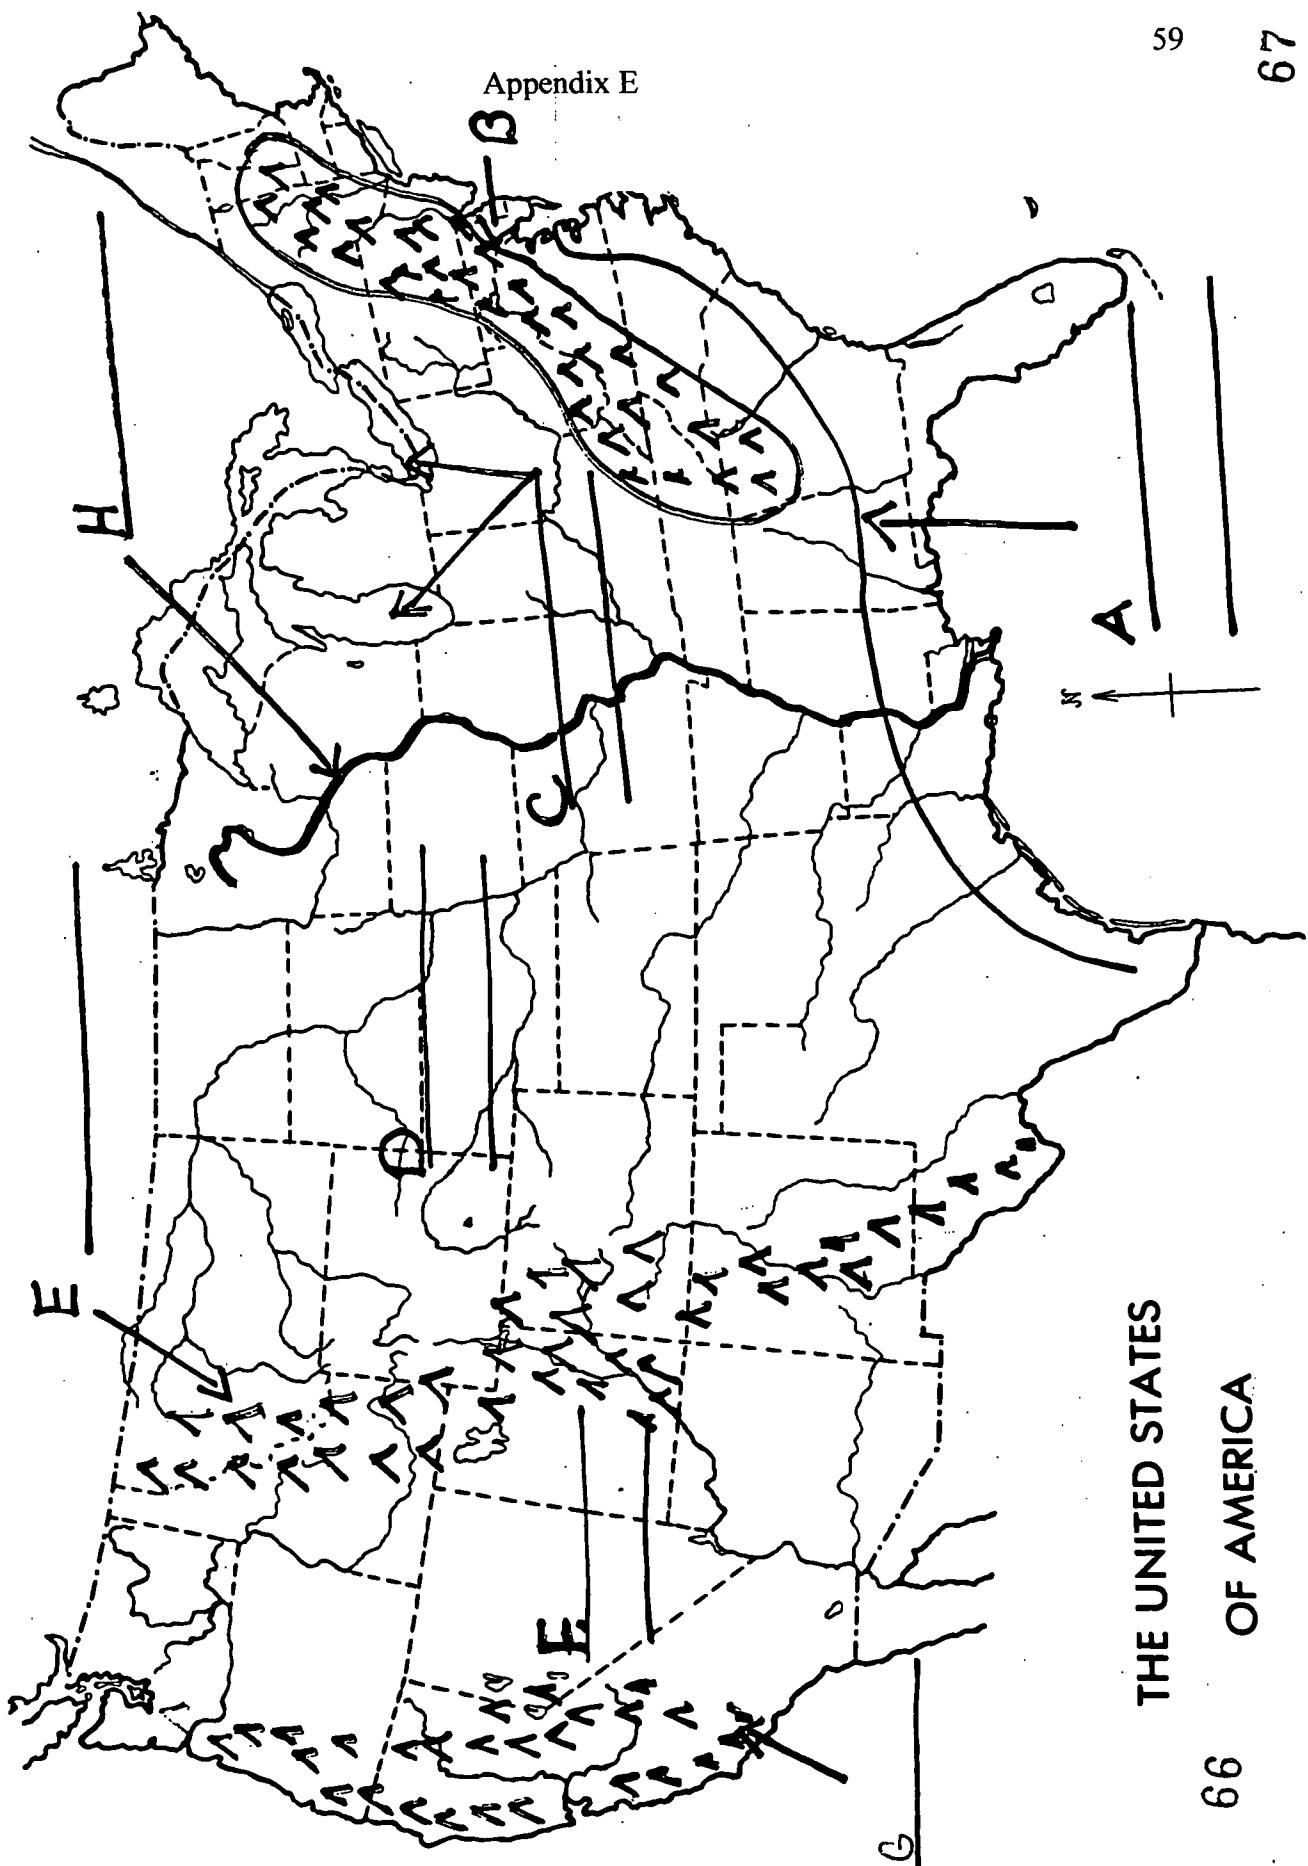 Appendix E
59
67
B
H
C
A
N
D
E
F
G
THE UNITED STATES
OF AMERICA
66